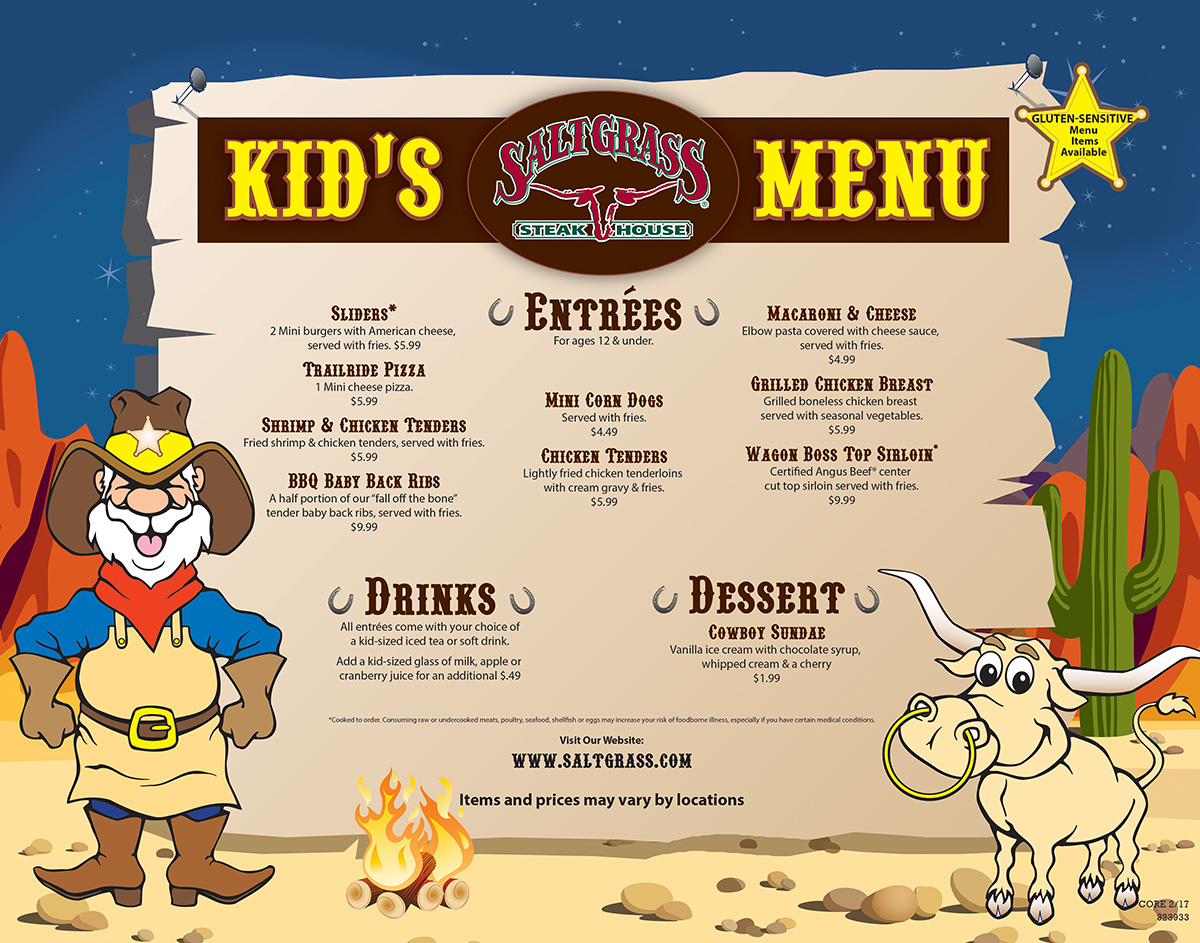 KID'S
SALTGRASS®
STEAK HOUSE
MENU
GLUTEN-SENSITIVE
Menu
Items
Available
Sliders*
2 Mini burgers with American cheese,
served with fries. $5.99
Trailride Pizza
1 Mini cheese pizza.
$5.99
Shrimp & Chicken Tenders
Fried shrimp & chicken tenders, served with fries.
$5.99
BBQ Baby Back Ribs
A half portion of our “fall off the bone”
tender baby back ribs, served with fries.
$9.99
Entrées
For ages 12 & under.
Mini Corn Dogs
Served with fries.
$4.49
Chicken Tenders
Lightly fried chicken tenderloins
with cream gravy & fries.
$5.99
Macaroni & Cheese
Elbow pasta covered with cheese sauce,
served with fries.
$4.99
Grilled Chicken Breast
Grilled boneless chicken breast
served with seasonal vegetables.
$5.99
Wagon Boss Top Sirloin*
Certified Angus Beef® center
cut top sirloin served with fries.
$9.99
Drinks
All entrées come with your choice of
a kid-sized iced tea or soft drink.
Add a kid-sized glass of milk, apple or
cranberry juice for an additional $.49
Dessert
Cowboy Sundae
Vanilla ice cream with chocolate syrup,
whipped cream & a cherry
$1.99
*Cooked to order. Consuming raw or undercooked meats, poultry, seafood, shellfish or eggs may increase your risk of foodborne illness, especially if you have certain medical conditions.
Visit Our Website:
WWW.SALTGRASS.COM
Items and prices may vary by locations
CORE 2/17
323933